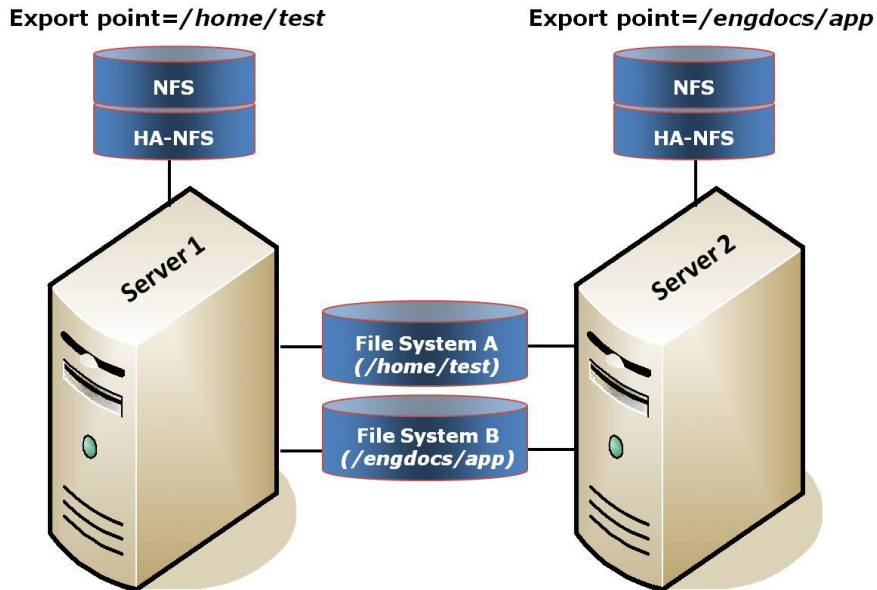 Export point=/home/test
Export point=/engdocs/app
NFS
HA-NFS
NFS
HA-NFS
Server 1
Server 2
File System A
(/home/test)
File System B
(/engdocs/app)